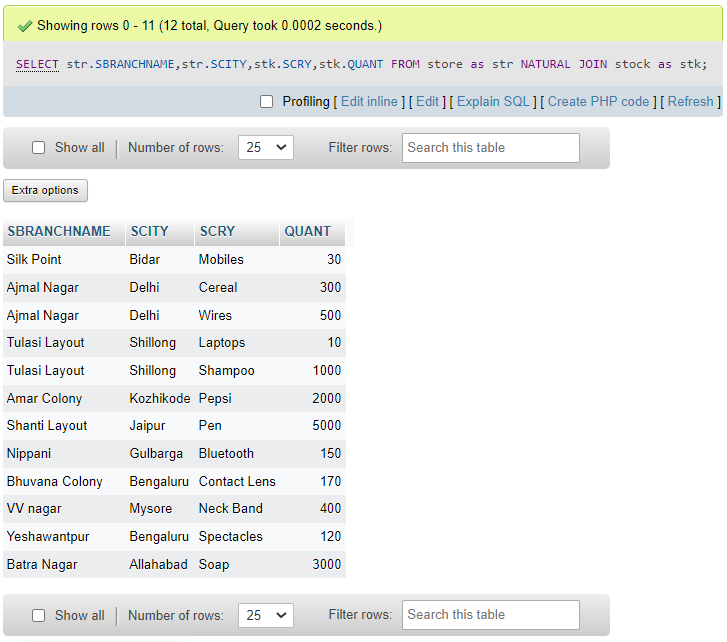 Showing rows 0 - 11 (12 total, Query took 0.0002 seconds.)
SELECT str.SBRANCHNAME,str.SCITY,stk.SCRY,stk.QUANT FROM store as str NATURAL JOIN stock as stk;
Profiling [ Edit inline ] [ Edit ] [ Explain SQL ] [ Create PHP code ] [ Refresh ]
Show all | Number of rows: 25 Filter rows: Search this table
Extra options
SBRANCHNAME SCITY SCRY QUANT
Silk Point Bidar Mobiles 30
Ajmal Nagar Delhi Cereal 300
Ajmal Nagar Delhi Wires 500
Tulasi Layout Shillong Laptops 10
Tulasi Layout Shillong Shampoo 1000
Amar Colony Kozhikode Pepsi 2000
Shanti Layout Jaipur Pen 5000
Nippani Gulbarga Bluetooth 150
Bhuvana Colony Bengaluru Contact Lens 170
VV nagar Mysore Neck Band 400
Yeshawantpur Bengaluru Spectacles 120
Batra Nagar Allahabad Soap 3000
Show all | Number of rows: 25 Filter rows: Search this table